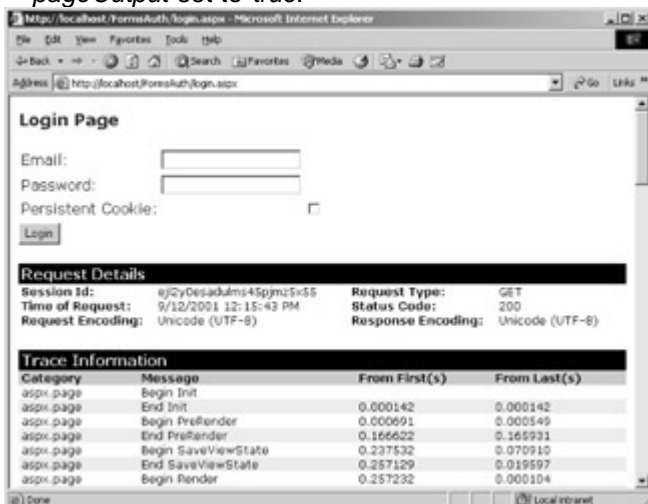 pageOutput set to true.
http://localhost/FormsAuth/login.aspx - Microsoft Internet Explorer
File Edit View Favorites Tools Help
Back Search Favorites Media
Address http://localhost/FormsAuth/login.aspx Go Links »
Login Page
Email:
Password:
Persistent Cookie:
Login
Request Details
Session Id: Request Type: GET
Time of Request: 9/12/2001 12:15:43 PM Status Code: 200
Request Encoding: Unicode (UTF-8) Response Encoding: Unicode (UTF-8)
Trace Information
Category Message From First(s) From Last(s)
aspx.page Begin Init
aspx.page End Init 0.000142 0.000142
aspx.page Begin PreRender 0.000691 0.000549
aspx.page End PreRender 0.166622 0.165931
aspx.page Begin SaveViewState 0.237532 0.070910
aspx.page End SaveViewState 0.257129 0.019597
aspx.page Begin Render 0.257232 0.000104
Done Local intranet